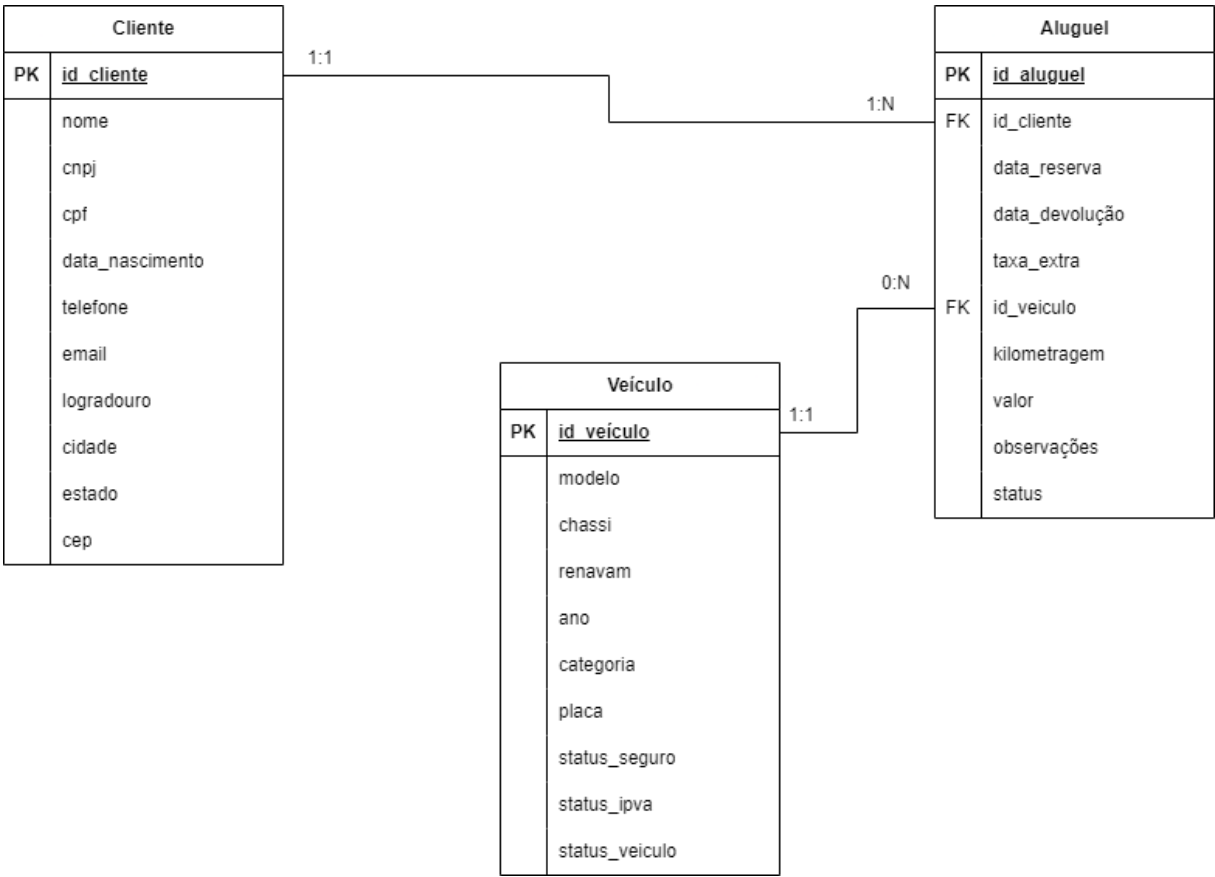 Cliente
PK id_cliente
nome
cnpj
cpf
data_nascimento
telefone
email
logradouro
cidade
estado
cep
1:1
1:N
Aluguel
PK id_aluguel
FK id_cliente
data_reserva
data_devolução
taxa_extra
FK id_veiculo
kilometragem
valor
observações
status
0:N
1:1
Veículo
PK id_veículo
modelo
chassi
renavam
ano
categoria
placa
status_seguro
status_ipva
status_veiculo